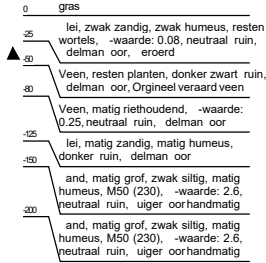 0 gras
-25 lei, zwak zandig, zwak humeus, resten
wortels, -waarde: 0.08, neutraal ruin,
delman oor, eroerd
-50 Veen, resten planten, donker zwart ruin,
delman oor, Orgineel veraard veen
-80 Veen, matig riethoudend, -waarde:
0.25, neutraal ruin, delman oor
-125 lei, matig zandig, matig humeus,
donker ruin, delman oor
-150 and, matig grof, zwak siltig, matig
humeus, M50 (230), -waarde: 2.6,
neutraal ruin, uiger oorhandmatig
-200 and, matig grof, zwak siltig, matig
humeus, M50 (230), -waarde: 2.6,
neutraal ruin, uiger oorhandmatig